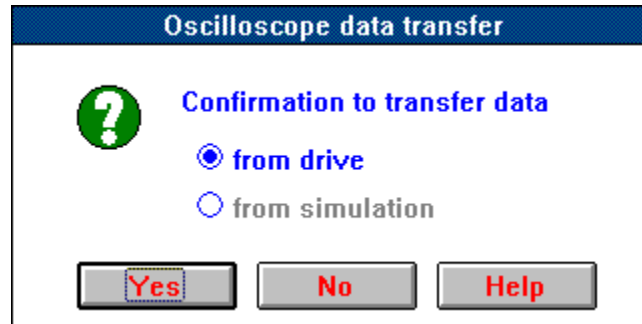 Oscilloscope data transfer
Confirmation to transfer data
from drive
from simulation
Yes No Help